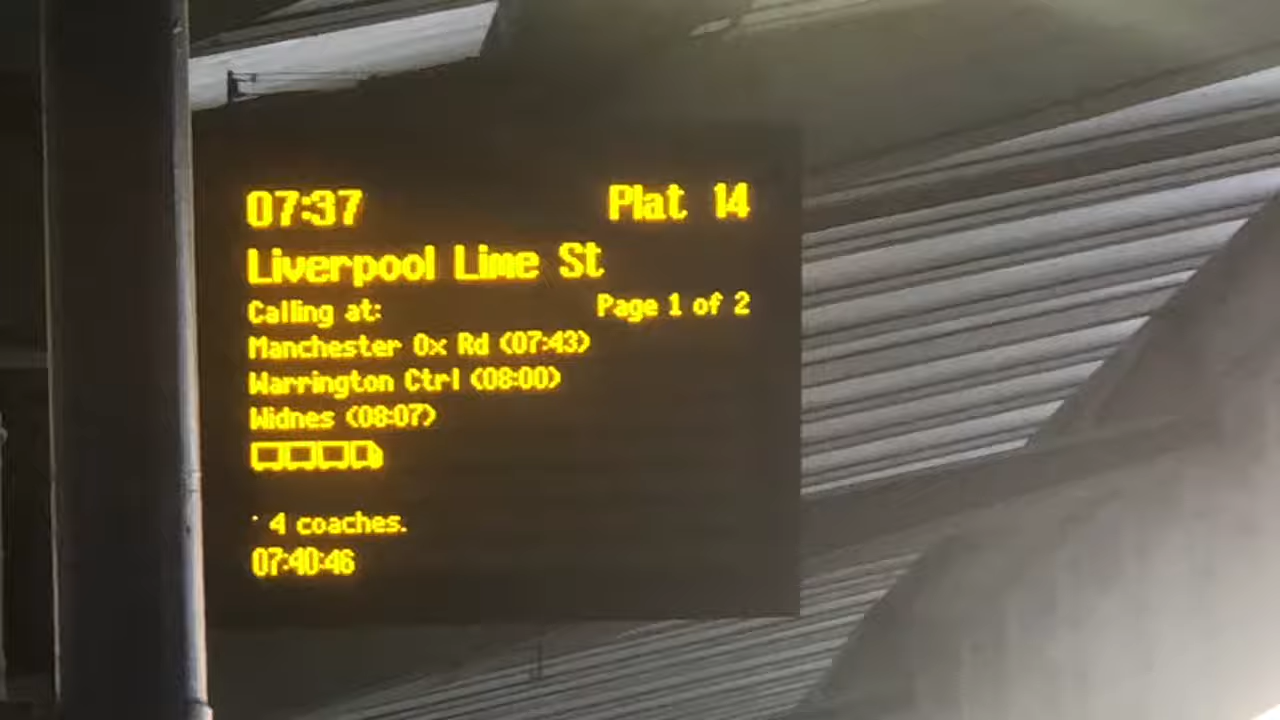 07:37 Plat 14
Liverpool Lime St
Calling at: Page 1 of 2
Manchester Ox Rd (07:43)
Warrington Ctrl (08:00)
Widnes (08:07)
4 coaches.
07:40:46